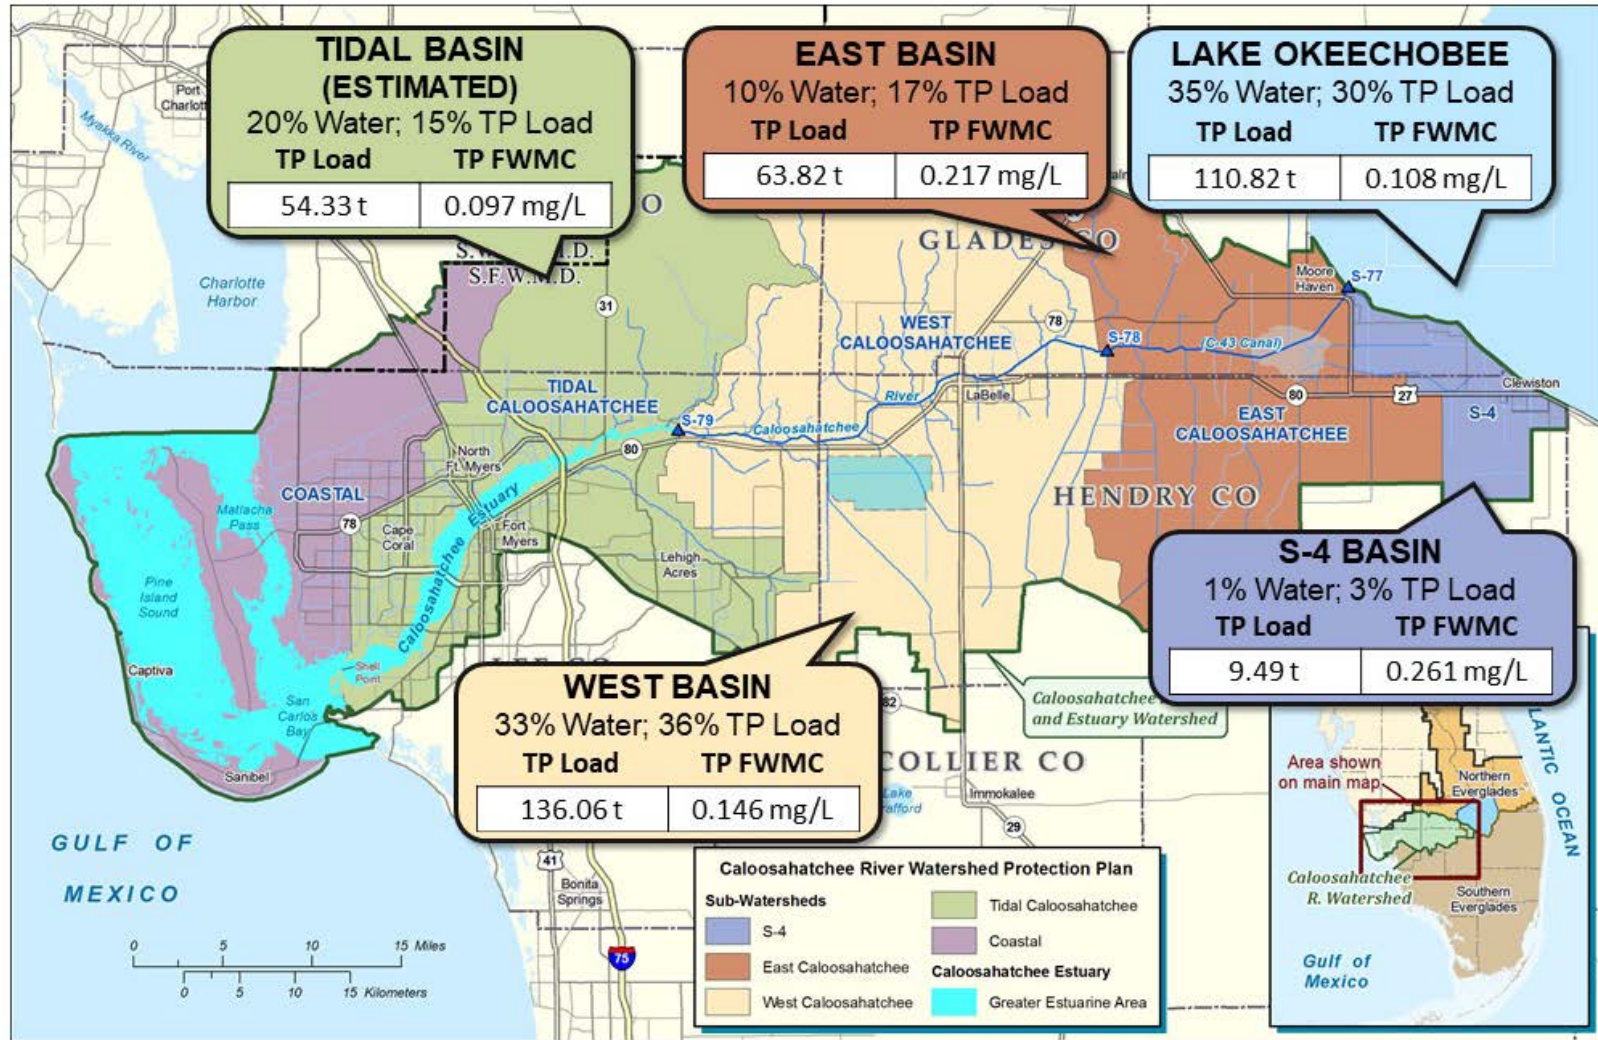 TIDAL BASIN
(ESTIMATED)
20% Water; 15% TP Load
TP Load TP FWMC
54.33 t 0.097 mg/L
EAST BASIN
10% Water; 17% TP Load
TP Load TP FWMC
63.82 t 0.217 mg/L
LAKE OKEECHOBEE
35% Water; 30% TP Load
TP Load TP FWMC
110.82 t 0.108 mg/L
Port
Myakka River
Charlotte
Harbor
S.F.W.M.D.
31
GLADES CO
Moore
Haven
S-77
WEST
CALOOSAHATCHEE
78
S-78
(C-43 Canal)
TIDAL
CALOOSAHATCHEE
S-79
Caloosahatchee
River
LaBelle
80
27
Clewiston
S-4
EAST
CALOOSAHATCHEE
80
North
Ft. Myers
COASTAL
78
Matlacha
Pass
Cape
Coral
Fort
Myers
Caloosahatchee Estuary
Lehigh
Acres
HENDRY CO
Pine
Island
Sound
Captiva
Shell
Point
San
Carlos
Bay
Sanibel
S-4 BASIN
1% Water; 3% TP Load
TP Load TP FWMC
9.49 t 0.261 mg/L
WEST BASIN
33% Water; 36% TP Load
TP Load TP FWMC
136.06 t 0.146 mg/L
82
Caloosahatchee
and Estuary Watershed
COLLIER CO
Lake
Immokalee
29
41
Bonita
Springs
75
GULF OF
MEXICO
0 5 10 15 Miles
0 5 10 15 Kilometers
Caloosahatchee River Watershed Protection Plan
Sub-Watersheds
S-4
East Caloosahatchee
West Caloosahatchee
Tidal Caloosahatchee
Coastal
Caloosahatchee Estuary
Greater Estuarine Area
Area shown
on main map
Northern
Everglades
OCEAN
Caloosahatchee
R. Watershed
Southern
Everglades
Gulf of
Mexico